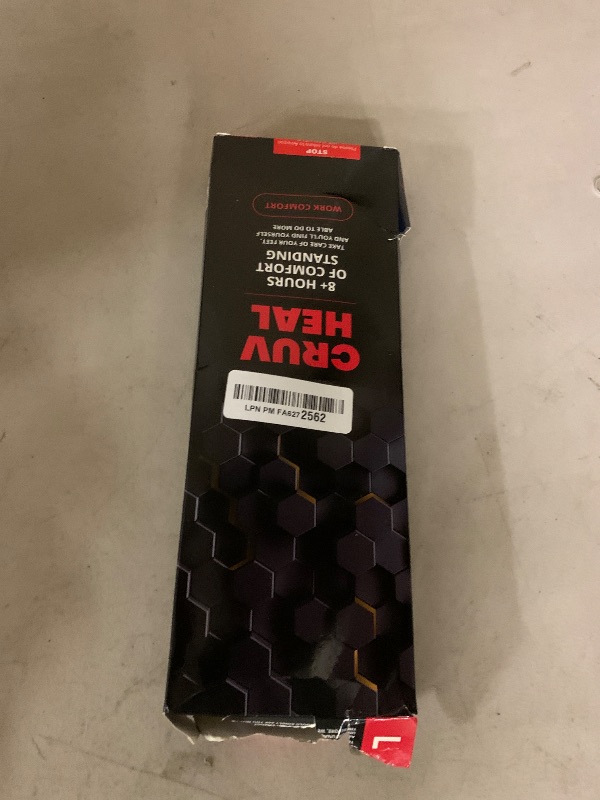 CRUV
HEAL
8+ HOURS
OF COMFORT
STANDING
TAKE CARE OF YOUR FEET,
AND YOU'LL FIND YOURSELF
ABLE TO DO MORE
WORK COMFORT
STOP
LPN PM FA627 2562
L